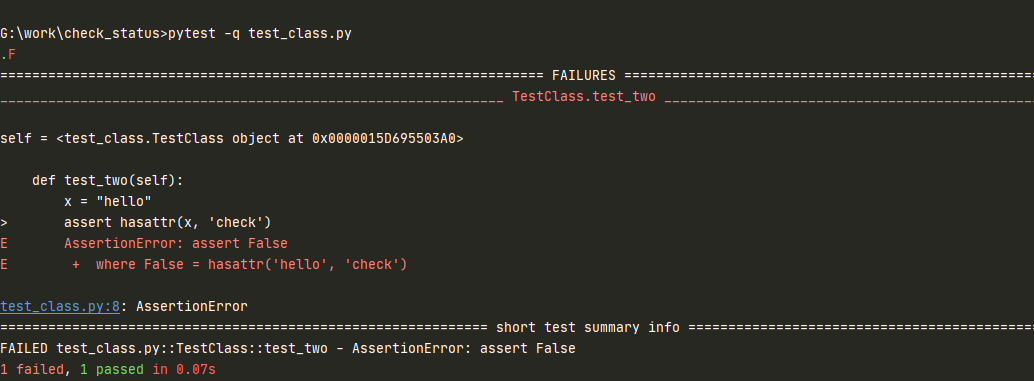 G:\work\check_status>pytest -q test_class.py
.F
==================================================================== FAILURES ===================================================
_______________________________________________________________ TestClass.test_two ______________________________________________
self = <test_class.TestClass object at 0x0000015D695503A0>
    def test_two(self):
        x = "hello"
>       assert hasattr(x, 'check')
E       AssertionError: assert False
E        +  where False = hasattr('hello', 'check')
test_class.py:8: AssertionError
============================================================= short test summary info ===========================================
FAILED test_class.py::TestClass::test_two - AssertionError: assert False
1 failed, 1 passed in 0.07s